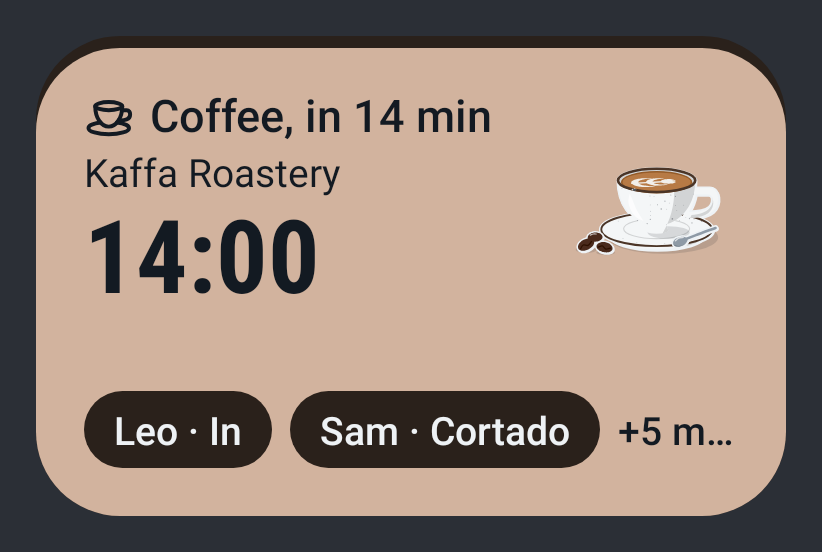 Coffee, in 14 min
Kaffa Roastery
14:00
Leo · In Sam · Cortado +5 m…